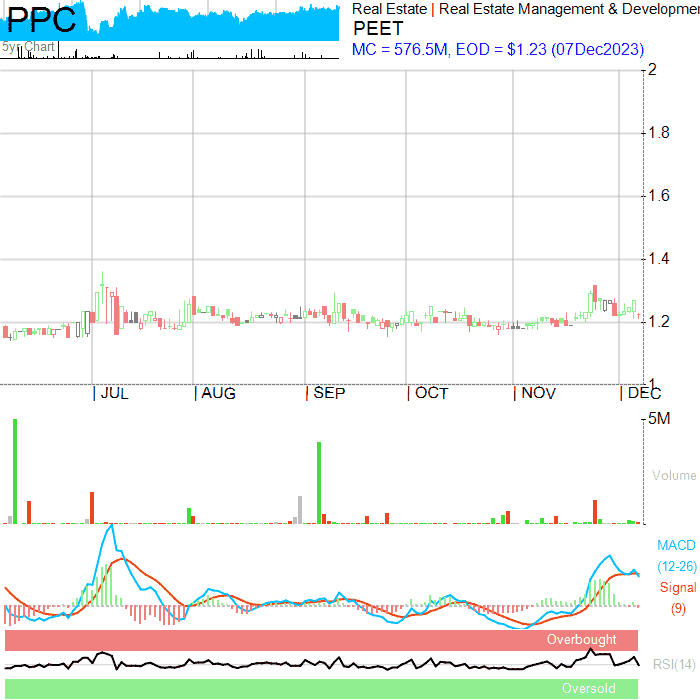 PPC
5yr Chart
Real Estate | Real Estate Management & Developmen
PEET
MC = 576.5M, EOD = $1.23 (07Dec2023)
2
1.8
1.6
1.4
1.2
1
| JUL | AUG | SEP | OCT | NOV | DEC
5M
Volume
MACD
(12-26)
Signal
(9)
Overbought
RSI(14)
Oversold